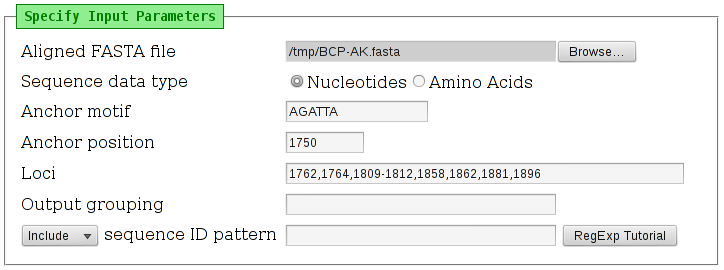 Specify Input Parameters
Aligned FASTA file /tmp/BCP-AK.fasta Browse...
Sequence data type Nucleotides Amino Acids
Anchor motif AGATTA
Anchor position 1750
Loci 1762,1764,1809-1812,1858,1862,1881,1896
Output grouping
Include sequence ID pattern RegExp Tutorial